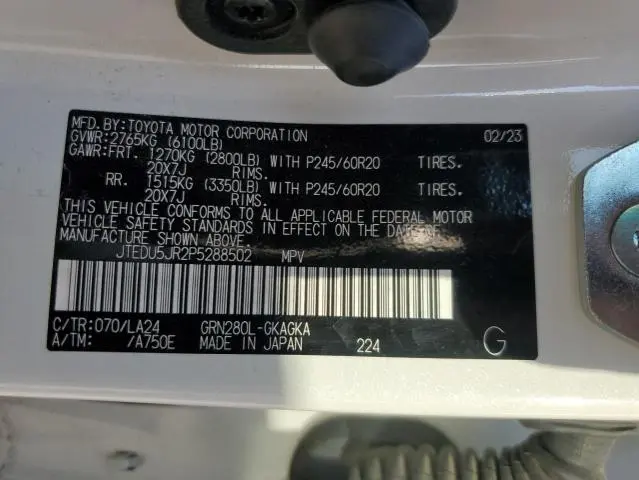 MFD.BY:TOYOTA MOTOR CORPORATION 02/23
GVWR:2765KG (6100LB)
GAWR:FRT. 1270KG (2800LB) WITH P245/60R20 TIRES.
20X7J RIMS.
RR. 1515KG (3350LB) WITH P245/60R20 TIRES.
20X7J RIMS.
THIS VEHICLE CONFORMS TO ALL APPLICABLE FEDERAL MOTOR
VEHICLE SAFETY STANDARDS IN EFFECT ON THE DATE OF
MANUFACTURE SHOWN ABOVE.
JTEDU5JR2P5288502 MPV
C/TR:070/LA24 GRN280L-GKAGKA
A/TM: /A750E MADE IN JAPAN 224 G